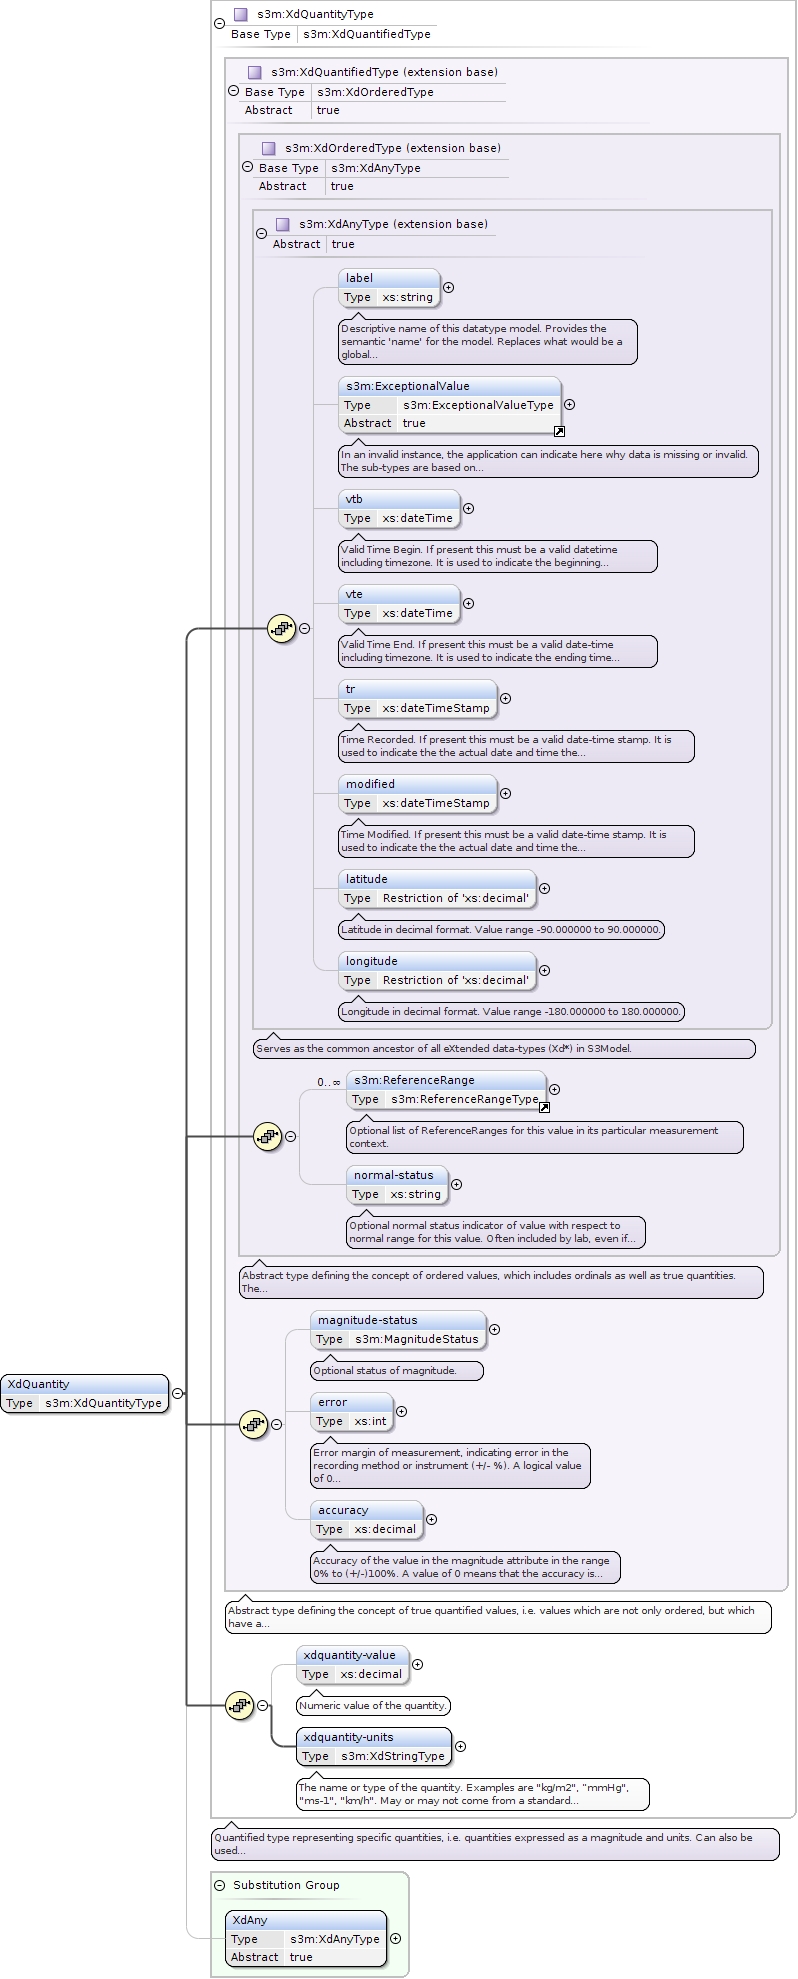 s3m:XdQuantityType
Base Type s3m:XdQuantifiedType
s3m:XdQuantifiedType (extension base)
Base Type s3m:XdOrderedType
Abstract true
s3m:XdOrderedType (extension base)
Base Type s3m:XdAnyType
Abstract true
s3m:XdAnyType (extension base)
Abstract true
label
Type xs:string
Descriptive name of this datatype model. Provides the
semantic 'name' for the model. Replaces what would be a
global...
s3m:ExceptionalValue
Type s3m:ExceptionalValueType
Abstract true
In an invalid instance, the application can indicate here why data is missing or invalid.
The sub-types are based on...
vtb
Type xs:dateTime
Valid Time Begin. If present this must be a valid datetime
including timezone. It is used to indicate the beginning...
vte
Type xs:dateTime
Valid Time End. If present this must be a valid date-time
including timezone. It is used to indicate the ending time...
tr
Type xs:dateTimeStamp
Time Recorded. If present this must be a valid date-time stamp. It is
used to indicate the the actual date and time the...
modified
Type xs:dateTimeStamp
Time Modified. If present this must be a valid date-time stamp. It is
used to indicate the the actual date and time the...
latitude
Type Restriction of 'xs:decimal'
Latitude in decimal format. Value range -90.000000 to 90.000000.
longitude
Type Restriction of 'xs:decimal'
Longitude in decimal format. Value range -180.000000 to 180.000000.
Serves as the common ancestor of all eXtended data-types (Xd*) in S3Model.
0..∞
s3m:ReferenceRange
Type s3m:ReferenceRangeType
Optional list of ReferenceRanges for this value in its particular measurement
context.
normal-status
Type xs:string
Optional normal status indicator of value with respect to
normal range for this value. Often included by lab, even if...
Abstract type defining the concept of ordered values, which includes ordinals as well as true quantities.
The...
magnitude-status
Type s3m:MagnitudeStatus
Optional status of magnitude.
XdQuantity
Type s3m:XdQuantityType
error
Type xs:int
Error margin of measurement, indicating error in the
recording method or instrument (+/- %). A logical value
of 0...
accuracy
Type xs:decimal
Accuracy of the value in the magnitude attribute in the range
0% to (+/-)100%. A value of 0 means that the accuracy is...
Abstract type defining the concept of true quantified values, i.e. values which are not only ordered, but which
have a...
xdquantity-value
Type xs:decimal
Numeric value of the quantity.
xdquantity-units
Type s3m:XdStringType
The name or type of the quantity. Examples are "kg/m2", "mmHg",
"ms-1", "km/h". May or may not come from a standard...
Quantified type representing specific quantities, i.e. quantities expressed as a magnitude and units. Can also be
used...
Substitution Group
XdAny
Type s3m:XdAnyType
Abstract true